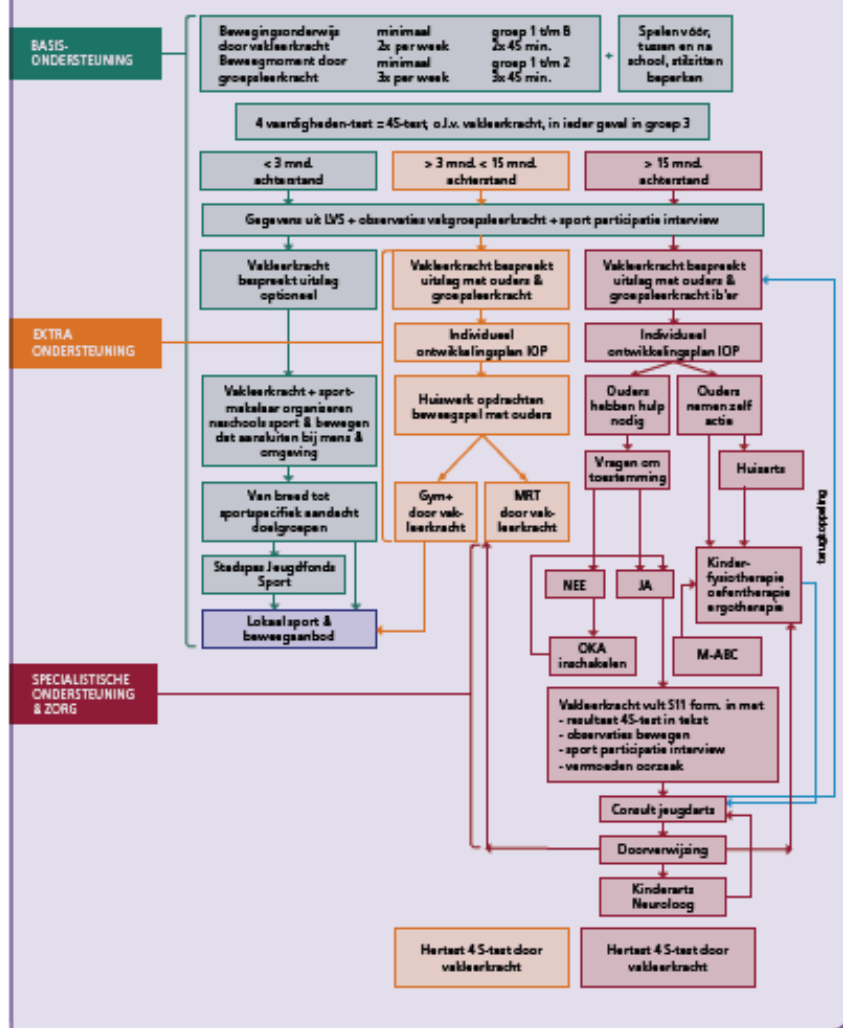 BASIS-
ONDERSTEUNING
Bewegingsonderwijs minimaal groep 1 t/m 8
door vakleerkracht 2x per week 2x 45 min.
Beweegmoment door minimaal groep 1 t/m 2
groepsleerkracht 3x per week 3x 45 min.
+
Spelen vóór,
tussen en na
school, stilzitten
beperken
4 vaardigheden-test = 4S-test, o.l.v. vakleerkracht, in ieder geval in groep 3
< 3 mnd.
achterstand
> 3 mnd. < 15 mnd.
achterstand
> 15 mnd.
achterstand
Gegevens uit LVS + observaties vakgroepsleerkracht + sport participatie interview
Vakleerkracht
bespreekt uitslag
optioneel
Vakleerkracht bespreekt
uitslag met ouders &
groepsleerkracht
Vakleerkracht bespreekt
uitslag met ouders &
groepsleerkracht ib'er
EXTRA
ONDERSTEUNING
Individueel
ontwikkelingsplan IOP
Individueel
ontwikkelingsplan IOP
Vakleerkracht + sport-
makelaar organiseren
naschools sport & bewegen
dat aansluiten bij mens &
omgeving
Huiswerk opdrachten
beweegspel met ouders
Ouders
hebben hulp
nodig
Ouders
nemen zelf
actie
Vragen om
toestemming
Huisarts
Van breed tot
sportspecifiek aandacht
doelgroepen
Gym+
door vak-
leerkracht
MRT
door vak-
leerkracht
terugkoppeling
Stadspas Jeugdfonds
Sport
NEE
JA
Kinder-
fysiotherapie
oefentherapie
ergotherapie
Lokaal sport &
beweegaanbod
OKA
inschakelen
M-ABC
SPECIALISTISCHE
ONDERSTEUNING
& ZORG
Vakleerkracht vult S11 form. in met
- resultaat 4S-test in tekst
- observaties bewegen
- sport participatie interview
- vermoeden oorzaak
Consult jeugdarts
Doorverwijzing
Kinderarts
Neuroloog
Hertest 4 S-test door
vakleerkracht
Hertest 4 S-test door
vakleerkracht